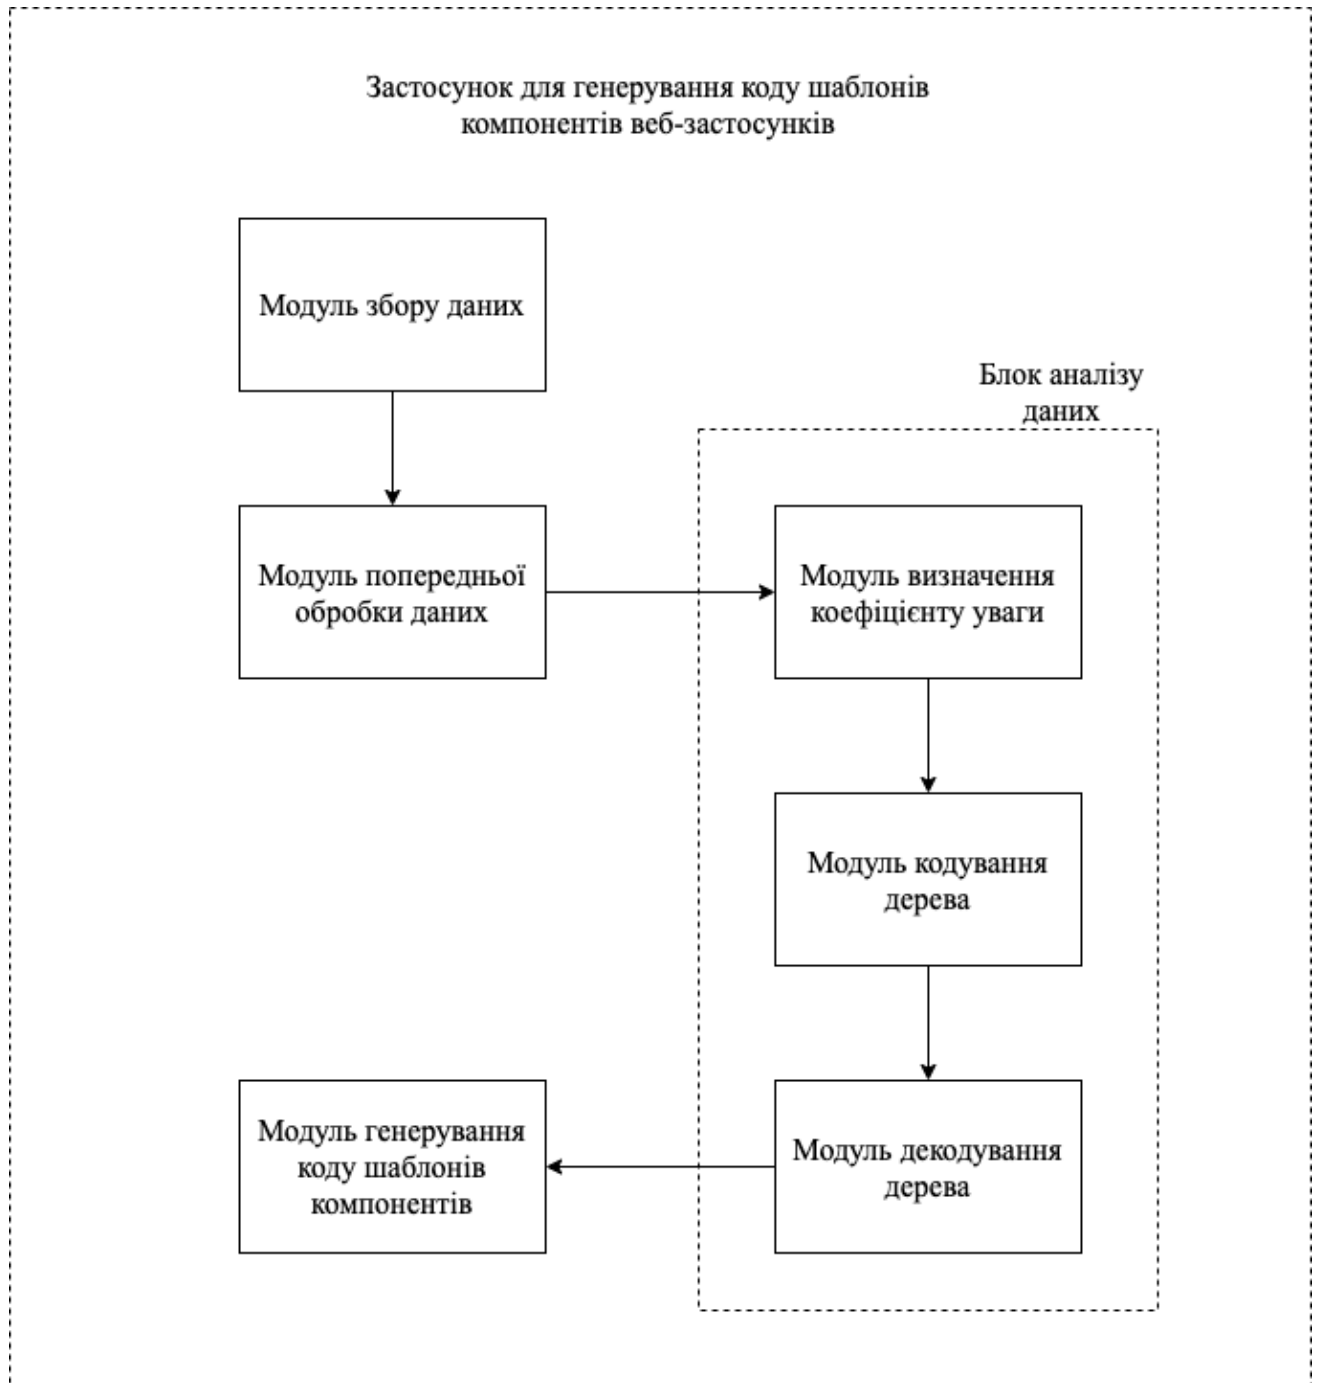 Застосунок для генерування коду шаблонів
компонентів веб-застосунків
Модуль збору даних
Блок аналізу
даних
Модуль попередньої
обробки даних
Модуль визначення
коефіцієнту уваги
Модуль кодування
дерева
Модуль генерування
коду шаблонів
компонентів
Модуль декодування
дерева